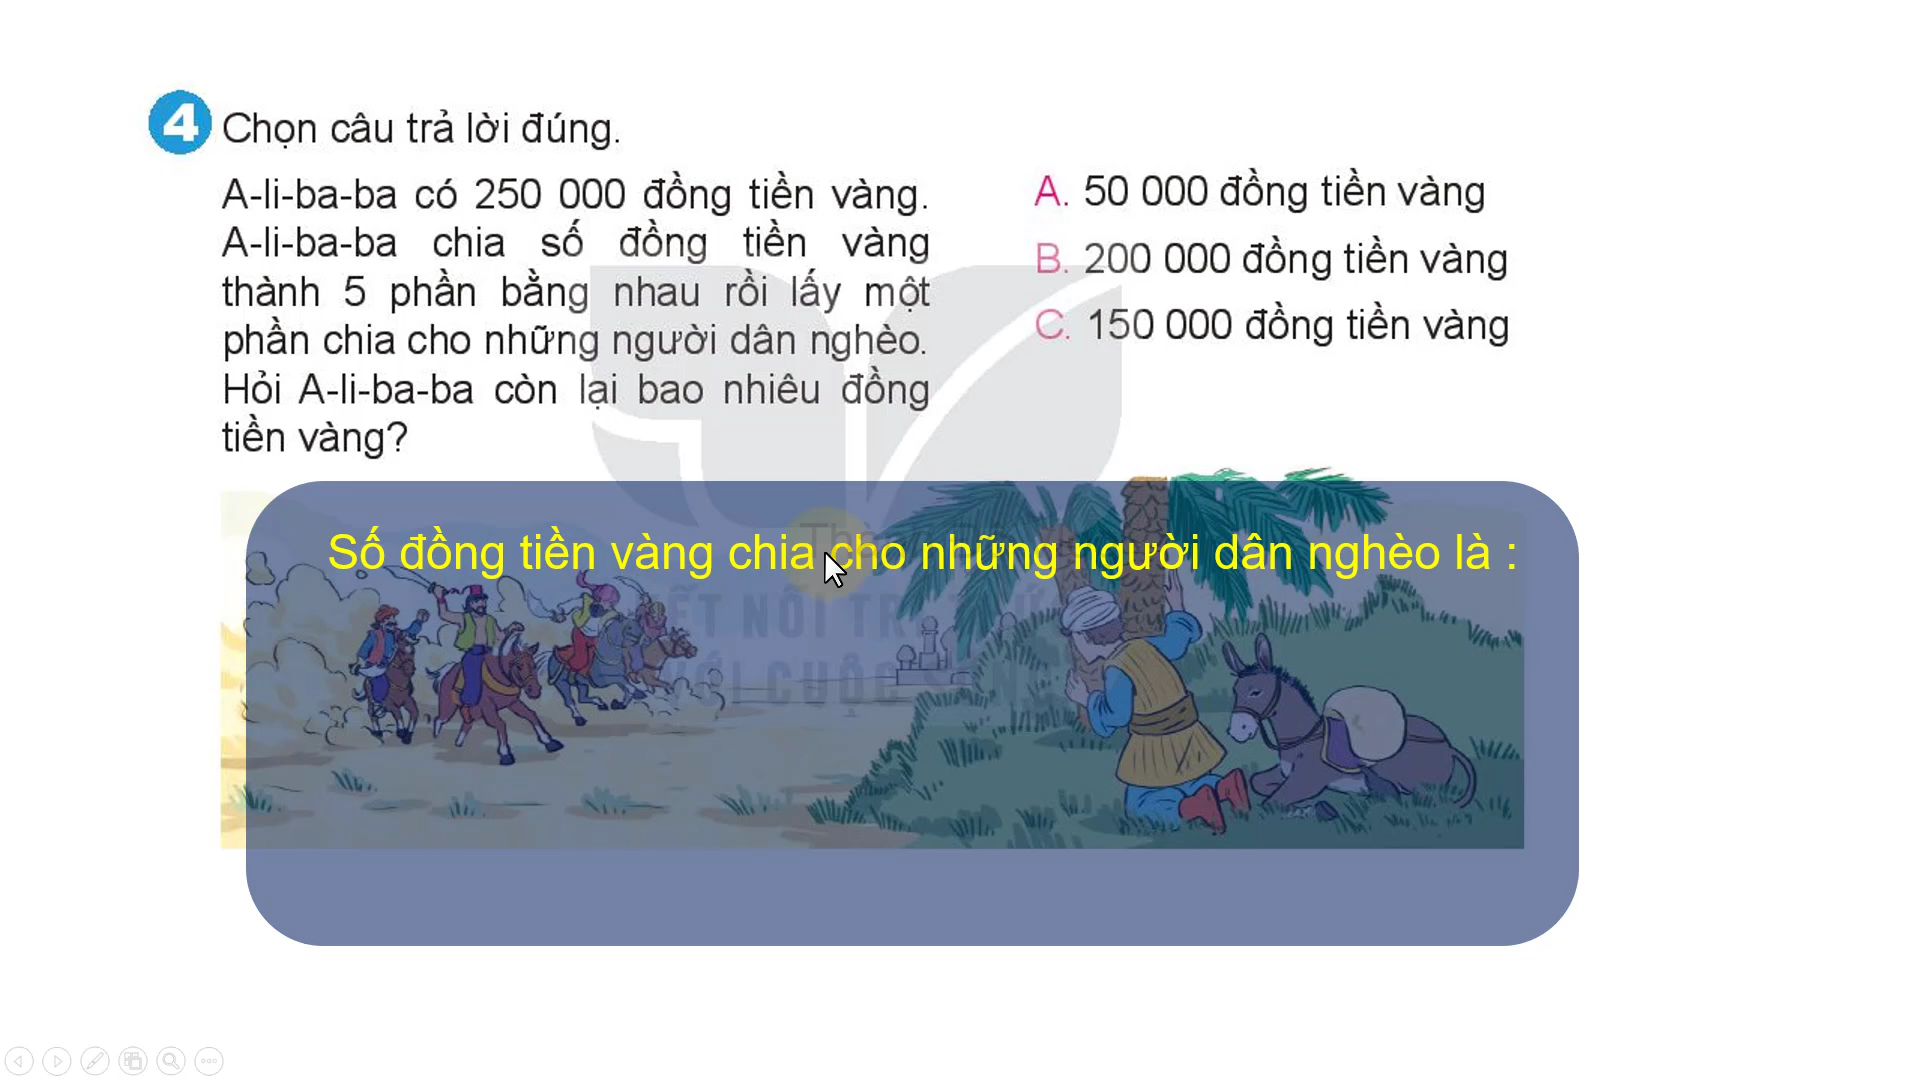 4 Chọn câu trả lời đúng.
A-li-ba-ba có 250 000 đồng tiền vàng.
A-li-ba-ba chia số đồng tiền vàng
thành 5 phần bằng nhau rồi lấy một
phần chia cho những người dân nghèo.
Hỏi A-li-ba-ba còn lại bao nhiêu đồng
tiền vàng?
A. 50 000 đồng tiền vàng
B. 200 000 đồng tiền vàng
C. 150 000 đồng tiền vàng
Số đồng tiền vàng chia cho những người dân nghèo là :